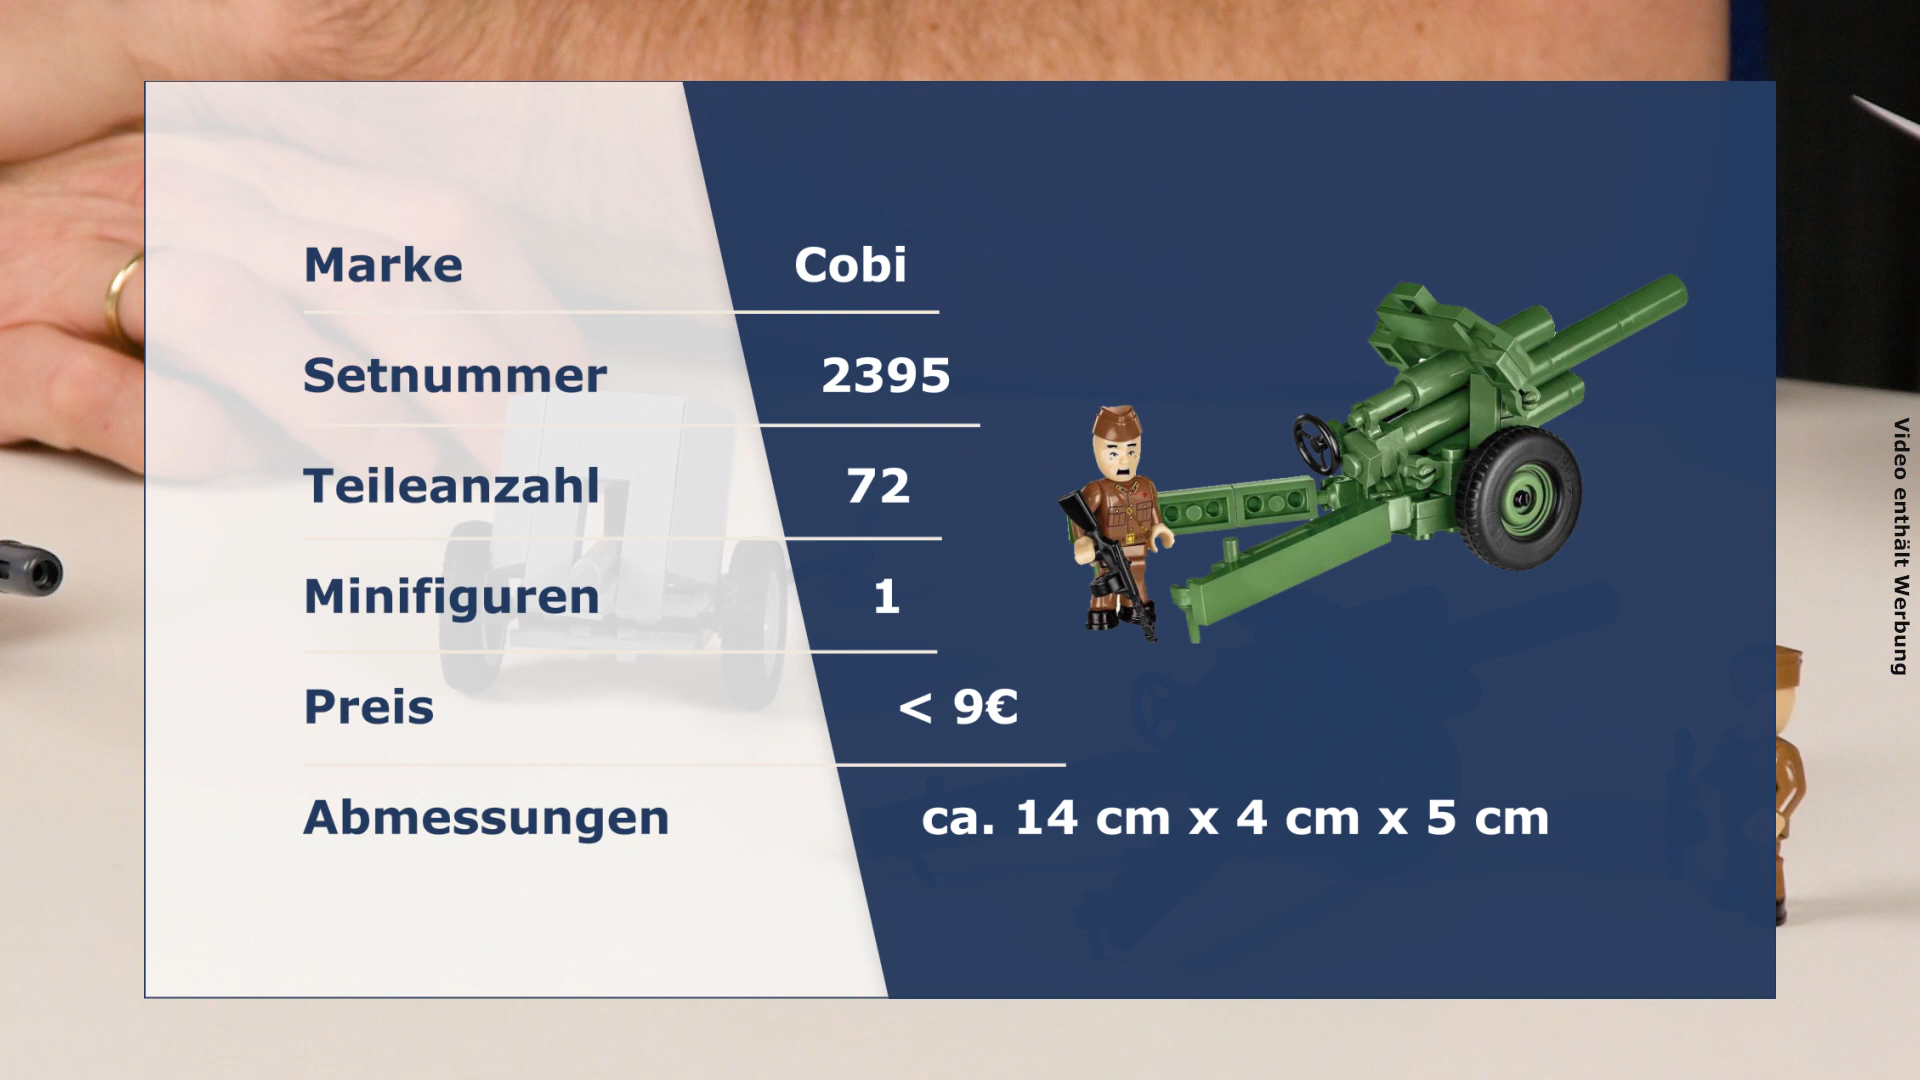 Marke Cobi
Setnummer 2395
Teileanzahl 72
Minifiguren 1
Preis < 9€
Abmessungen ca. 14 cm x 4 cm x 5 cm
Video enthält Werbung